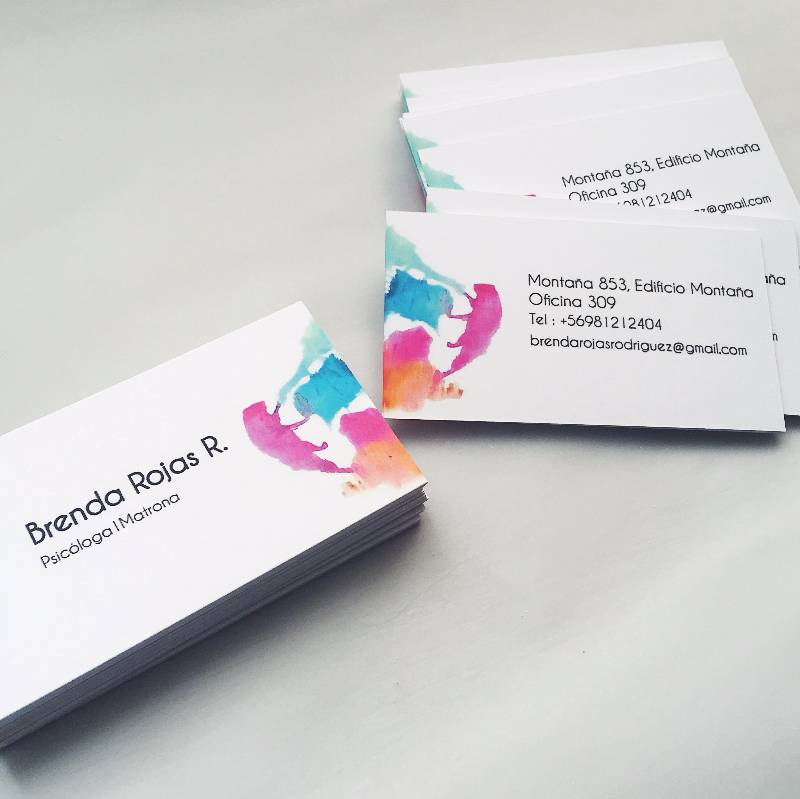 Brenda Rojas R.
Psicóloga | Matrona
Montaña 853, Edificio Montaña
Oficina 309
Tel : +56981212404
brendarojasrodriguez@gmail.com
Montaña 853, Edificio Montaña
Oficina 309